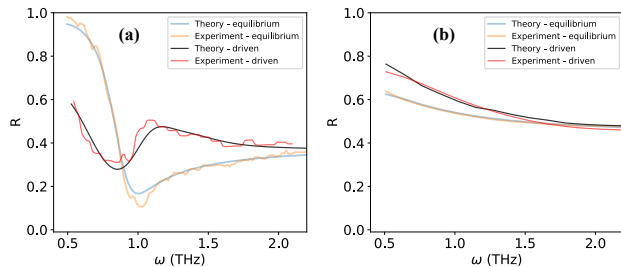 (a)
Theory - equilibrium
Experiment - equilibrium
Theory - driven
Experiment - driven
R
1.0
0.8
0.6
0.4
0.2
0.0
0.5 1.0 1.5 2.0
ω (THz)
(b)
Theory - equilibrium
Experiment - equilibrium
Theory - driven
Experiment - driven
R
1.0
0.8
0.6
0.4
0.2
0.0
0.5 1.0 1.5 2.0
ω (THz)